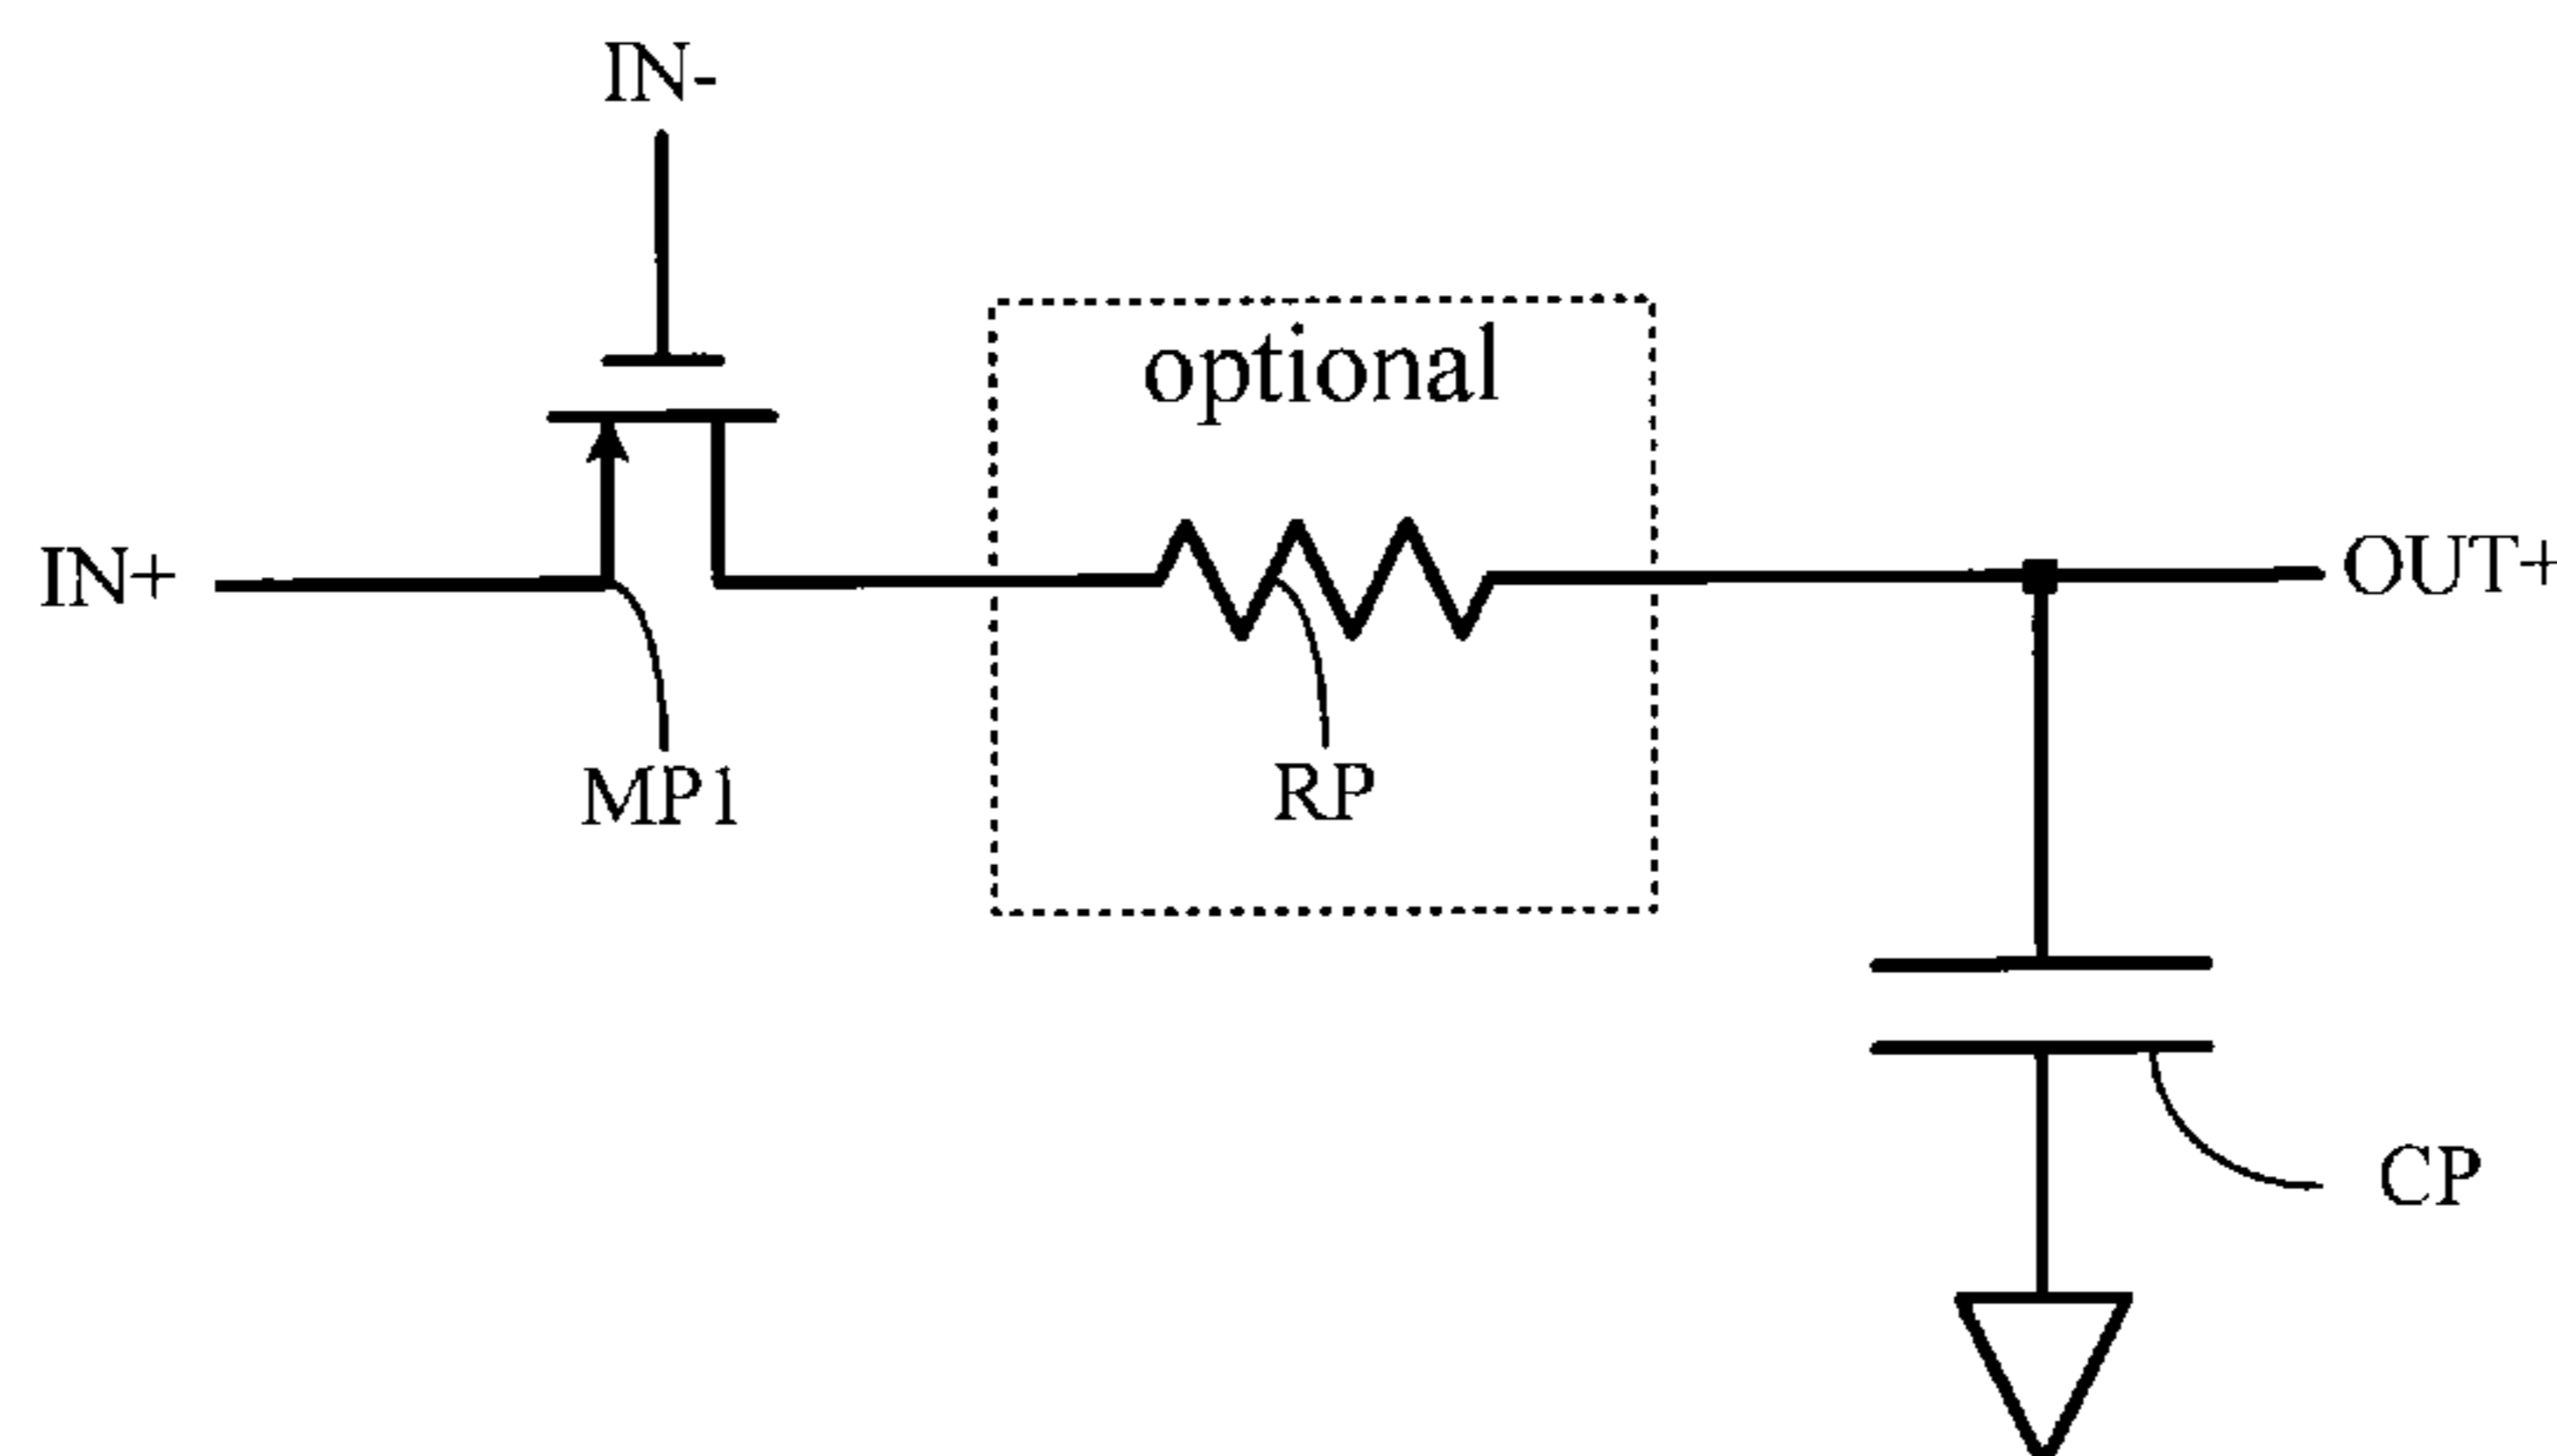 IN-
optional
IN+
OUT+
MP1
RP
CP